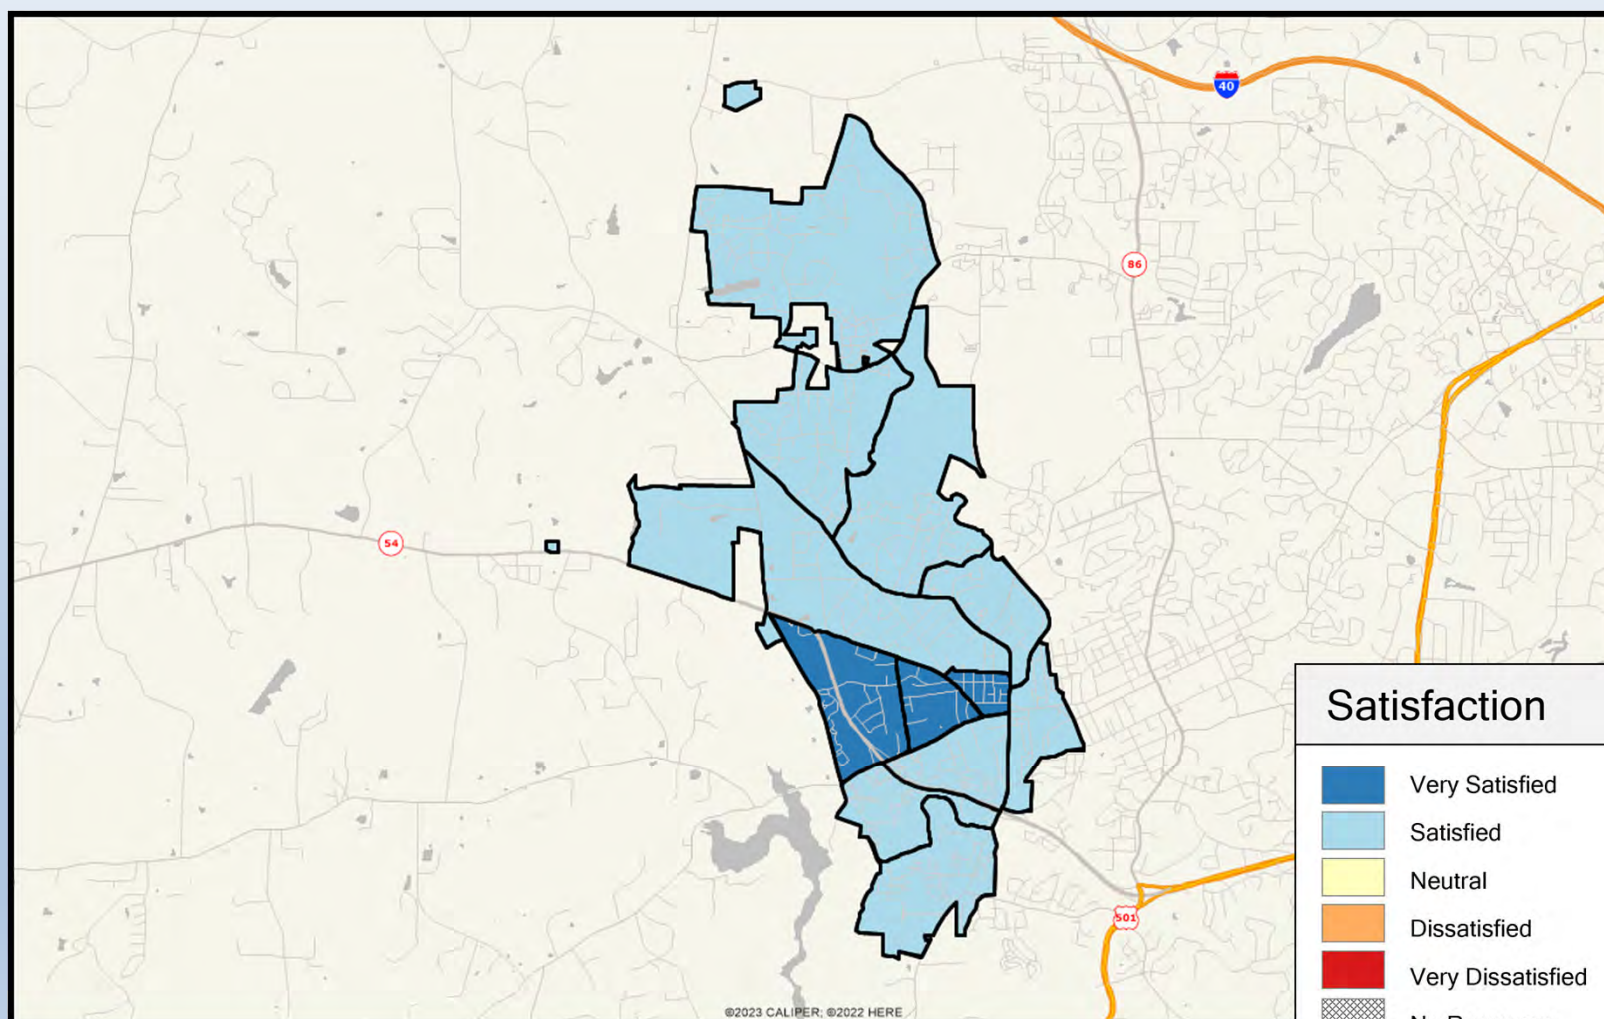 40
86
54
Satisfaction
Very Satisfied
Satisfied
Neutral
Dissatisfied
Very Dissatisfied
501
©2023 CALIPER; ©2022 HERE